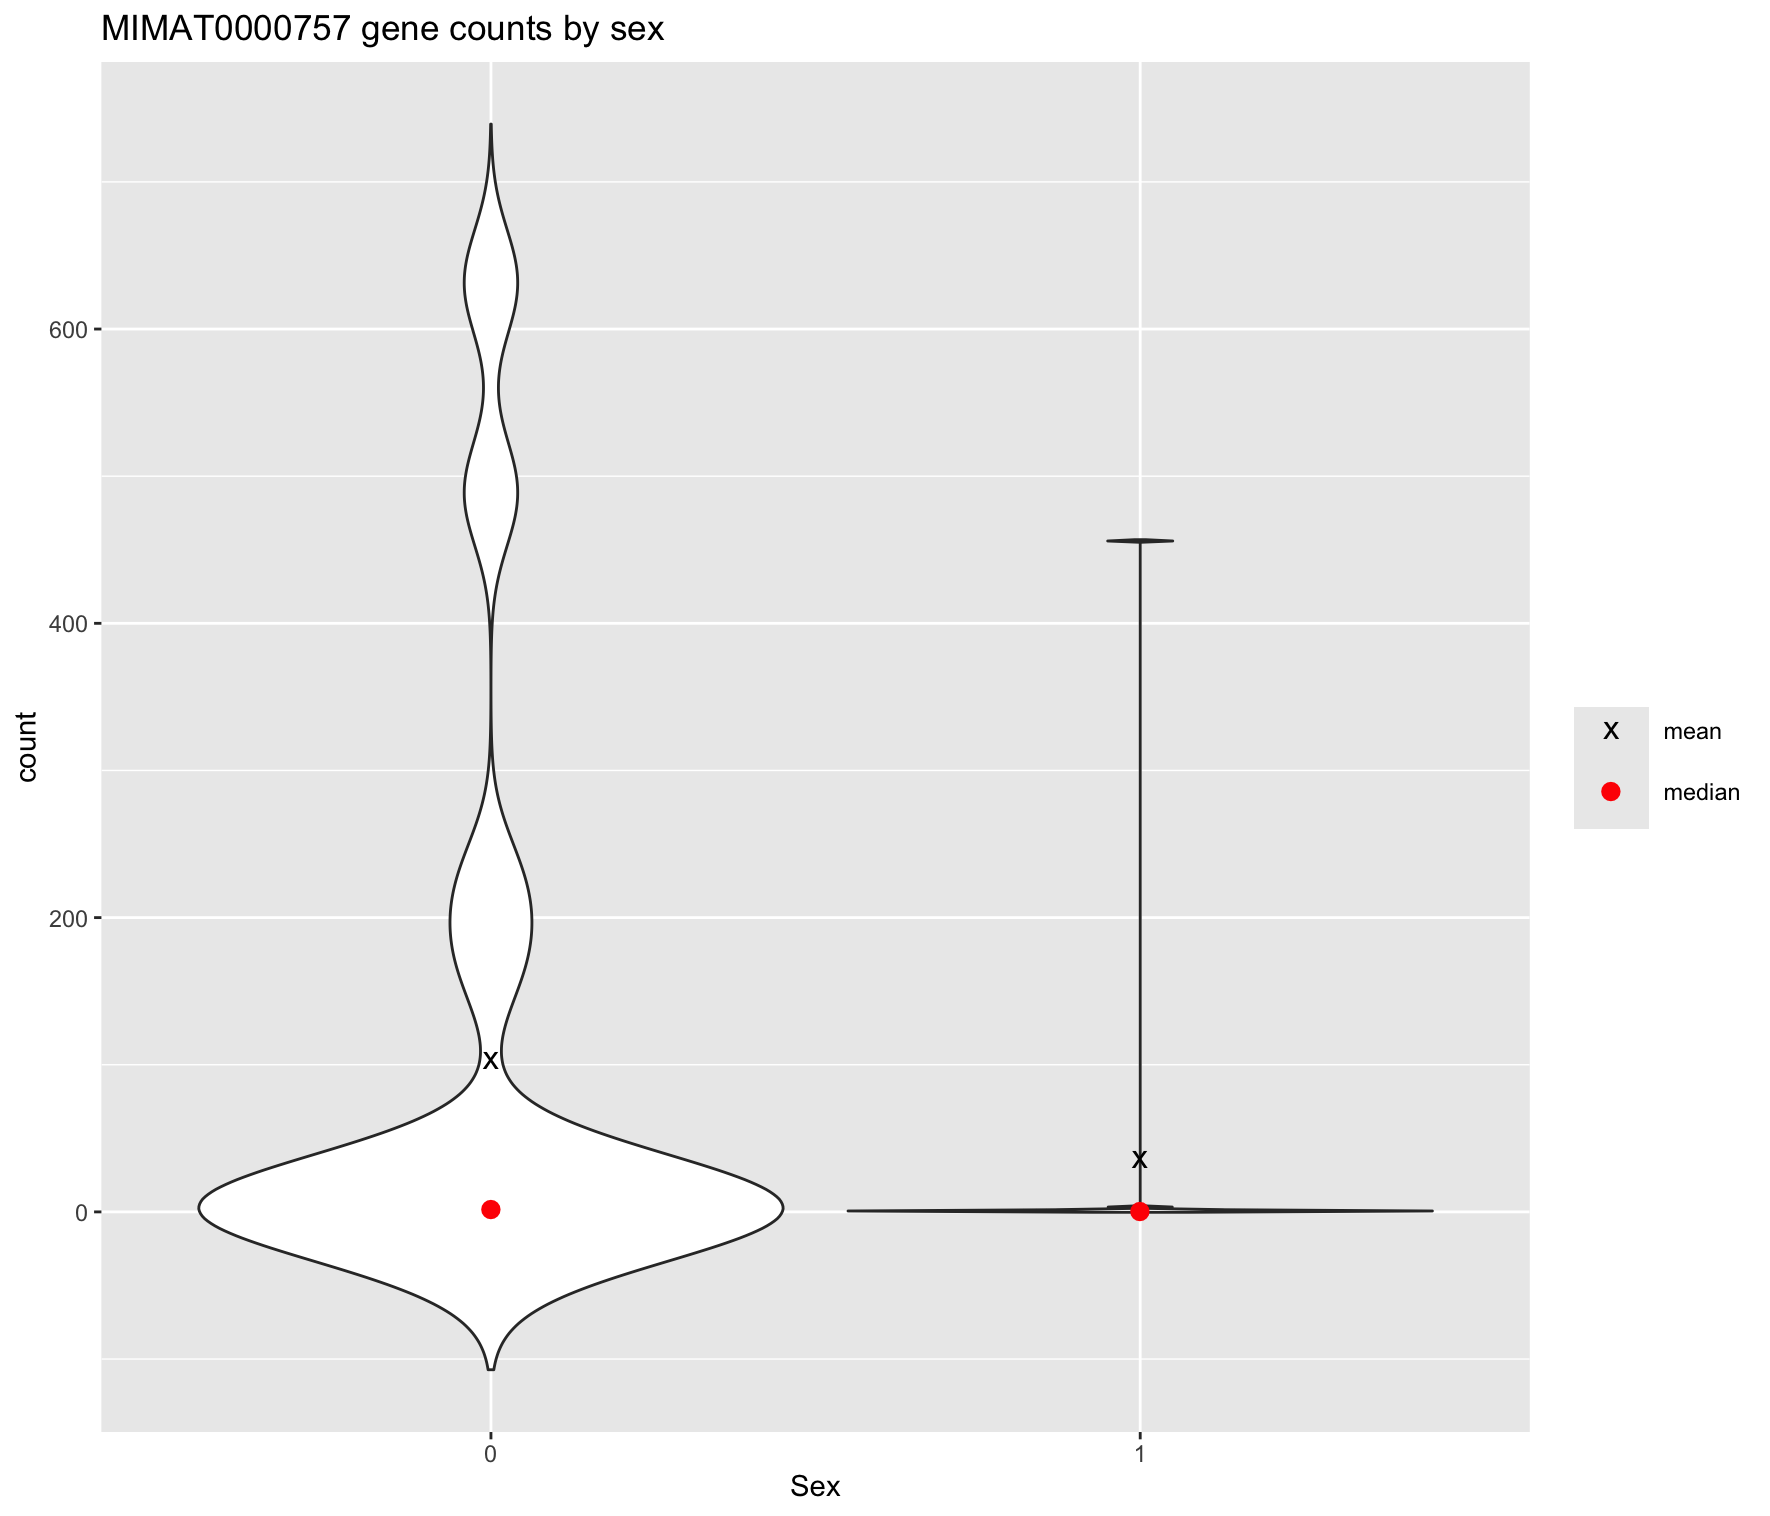 MIMAT0000757 gene counts by sex
600
400
200
0
count
0
1
Sex
x mean
median
x
x